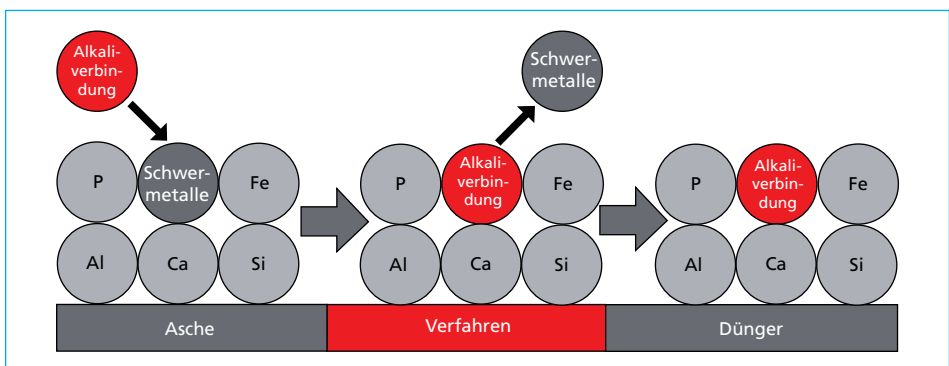 Alkali-
verbin-
dung
Schwer-
metalle
P
Schwer-
metalle
Fe
P
Alkali-
verbin-
dung
Fe
P
Alkali-
verbin-
dung
Fe
Al
Ca
Si
Al
Ca
Si
Al
Ca
Si
Asche
Verfahren
Dünger